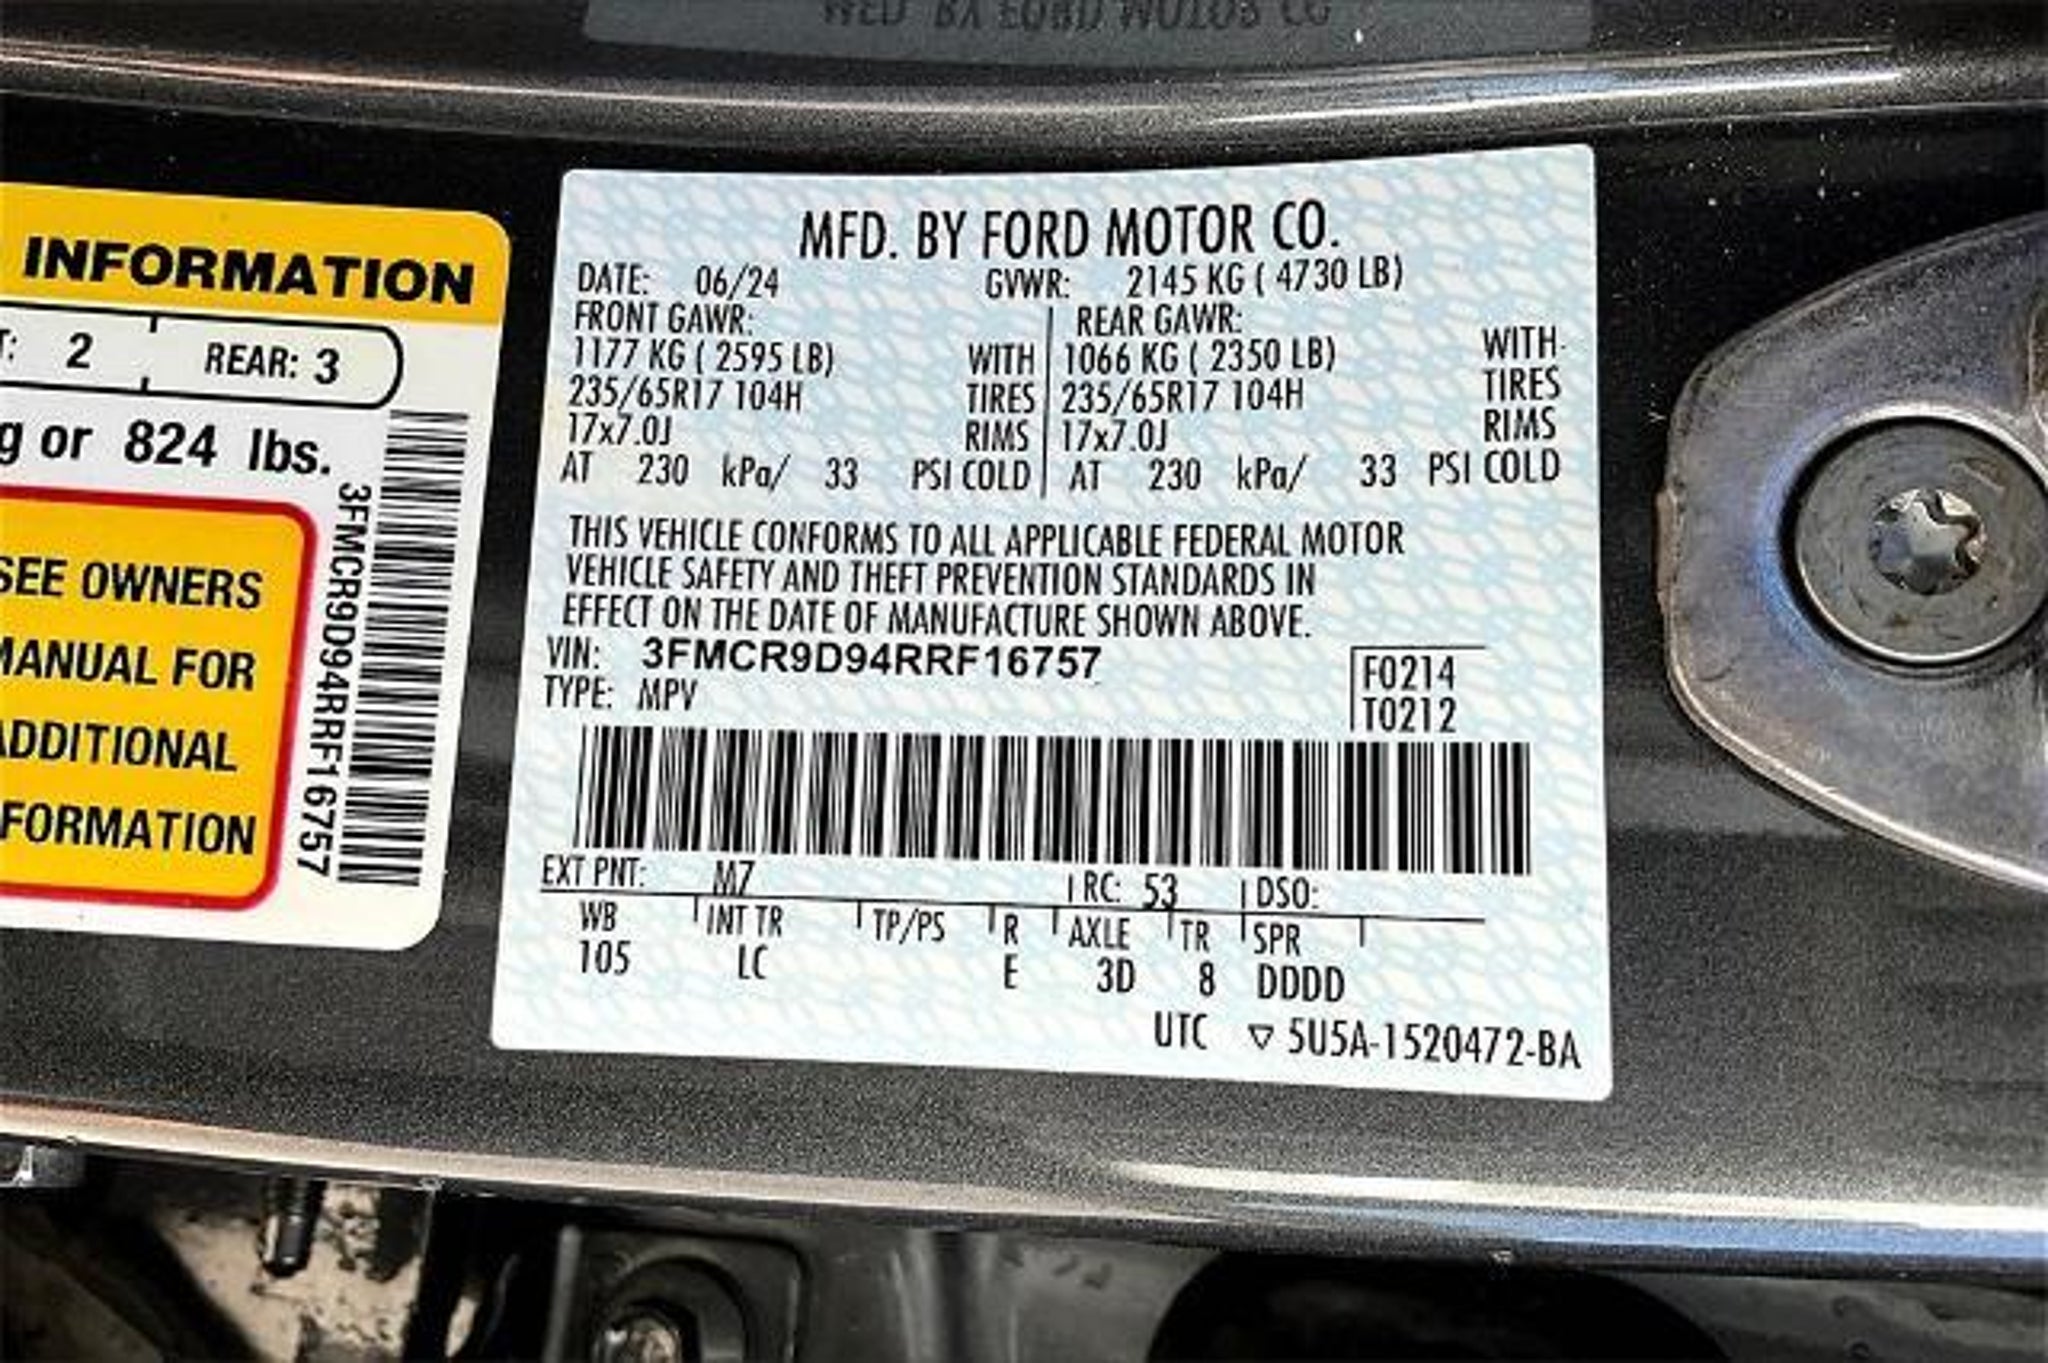 MFD. BY FORD MOTOR CO
INFORMATION
T: 2 REAR: 3
g or 824 lbs.
SEE OWNERS
MANUAL FOR
ADDITIONAL
FORMATION
3FMCR9D94RRF16757
MFD. BY FORD MOTOR CO.
DATE: 06/24 GVWR: 2145 KG ( 4730 LB)
FRONT GAWR: REAR GAWR:
1177 KG ( 2595 LB) WITH 1066 KG ( 2350 LB) WITH
235/65R17 104H TIRES 235/65R17 104H TIRES
17x7.0J RIMS 17x7.0J RIMS
AT 230 kPa/ 33 PSI COLD AT 230 kPa/ 33 PSI COLD
THIS VEHICLE CONFORMS TO ALL APPLICABLE FEDERAL MOTOR
VEHICLE SAFETY AND THEFT PREVENTION STANDARDS IN
EFFECT ON THE DATE OF MANUFACTURE SHOWN ABOVE.
VIN: 3FMCR9D94RRF16757 F0214
TYPE: MPV T0212
EXT PNT: M7 RC: 53 DSO:
WB INT TR TP/PS R AXLE TR SPR
105 LC E 3D 8 DDDD
UTC ▽ 5U5A-1520472-BA